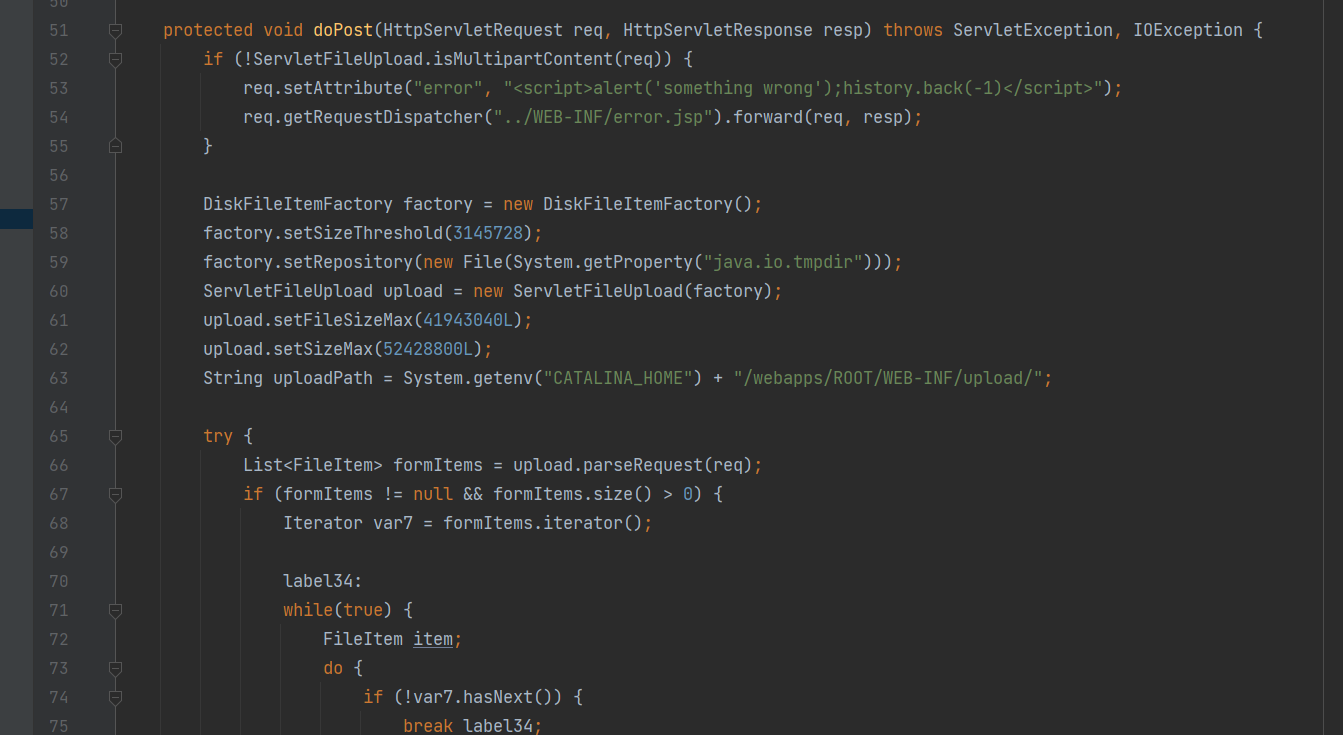 50
51 protected void doPost(HttpServletRequest req, HttpServletResponse resp) throws ServletException, IOException {
52 if (!ServletFileUpload.isMultipartContent(req)) {
53 req.setAttribute("error", "<script>alert('something wrong');history.back(-1)</script>");
54 req.getRequestDispatcher("../WEB-INF/error.jsp").forward(req, resp);
55 }
56
57 DiskFileItemFactory factory = new DiskFileItemFactory();
58 factory.setSizeThreshold(3145728);
59 factory.setRepository(new File(System.getProperty("java.io.tmpdir")));
60 ServletFileUpload upload = new ServletFileUpload(factory);
61 upload.setFileSizeMax(41943040L);
62 upload.setSizeMax(52428800L);
63 String uploadPath = System.getenv("CATALINA_HOME") + "/webapps/ROOT/WEB-INF/upload/";
64
65 try {
66 List<FileItem> formItems = upload.parseRequest(req);
67 if (formItems != null && formItems.size() > 0) {
68 Iterator var7 = formItems.iterator();
69
70 label34:
71 while(true) {
72 FileItem item;
73 do {
74 if (!var7.hasNext()) {
75 break label34;